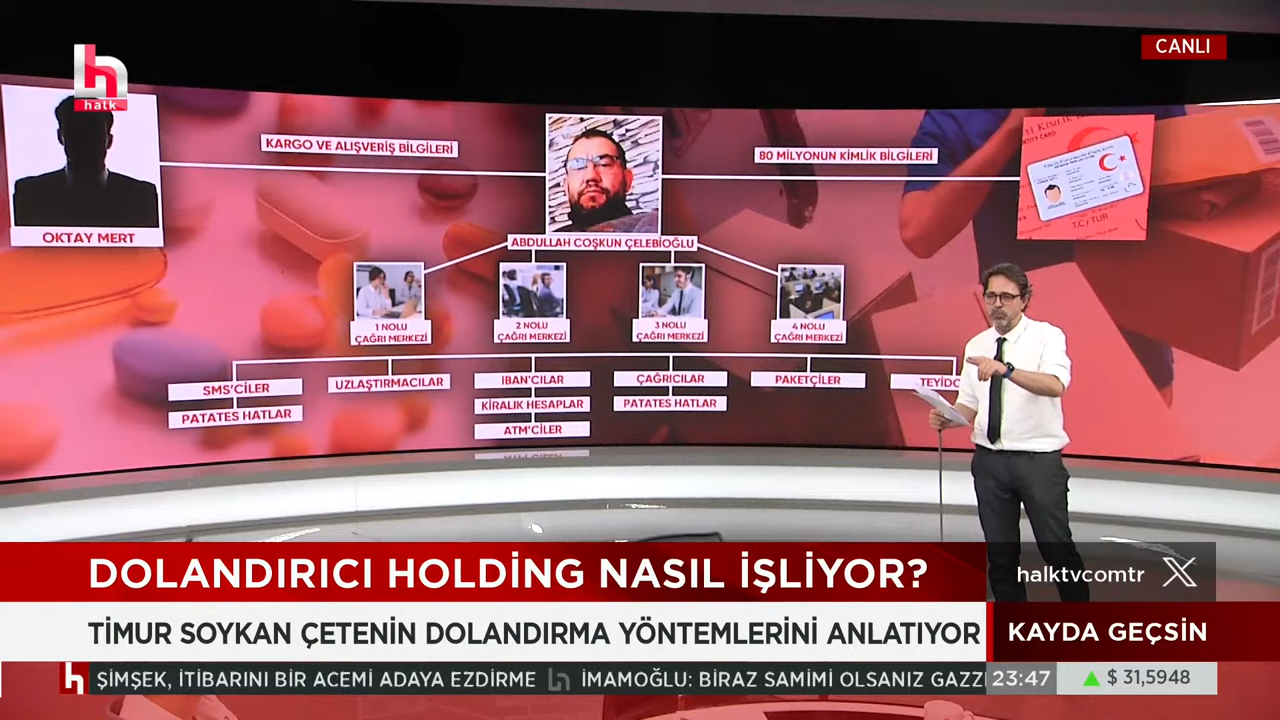 CANLI
halk
KARGO VE ALIŞVERİŞ BİLGİLERİ
80 MİLYONUN KİMLİK BİLGİLERİ
T.C / TUR
OKTAY MERT
ABDULLAH COŞKUN ÇELEBİOĞLU
1 NOLU
ÇAĞRI MERKEZİ
2 NOLU
ÇAĞRI MERKEZİ
3 NOLU
ÇAĞRI MERKEZİ
4 NOLU
ÇAĞRI MERKEZİ
SMS'CİLER
UZLAŞTIRMACILAR
IBAN'CILAR
ÇAĞRICILAR
PAKETÇİLER
TEYİDC
PATATES HATLAR
KİRALIK HESAPLAR
PATATES HATLAR
ATM'CİLER
DOLANDIRICI HOLDİNG NASIL İŞLİYOR?
halktvcomtr X
TİMUR SOYKAN ÇETENİN DOLANDIRMA YÖNTEMLERİNİ ANLATIYOR
KAYDA GEÇSİN
ŞİMŞEK, İTİBARINI BİR ACEMİ ADAYA EZDİRME
İMAMOĞLU: BİRAZ SAMİMİ OLSANIZ GAZZ
23:47
$ 31,5948